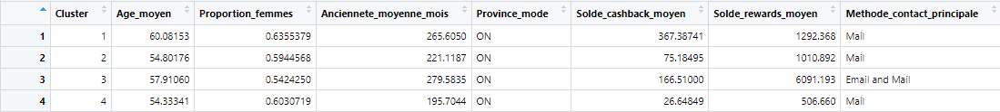 Cluster Age_moyen Proportion_femmes Anciennete_moyenne_mois Province_mode Solde_cashback_moyen Solde_rewards_moyen Methode_contact_principale
1 1 60.08153 0.6355379 265.6050 ON 367.38741 1292.368 Mail
2 2 54.80176 0.5944568 221.1187 ON 75.18495 1010.892 Mail
3 3 57.91060 0.5424250 279.5835 ON 166.51000 6091.193 Email and Mail
4 4 54.33341 0.6030719 195.7044 ON 26.64849 506.660 Mail